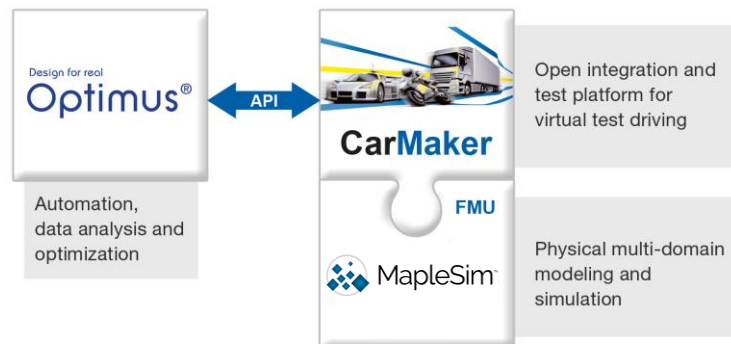 Design for real
Optimus®
API
CarMaker
Open integration and
test platform for
virtual test driving
Automation,
data analysis and
optimization
FMU
MapleSim™
Physical multi-domain
modeling and
simulation